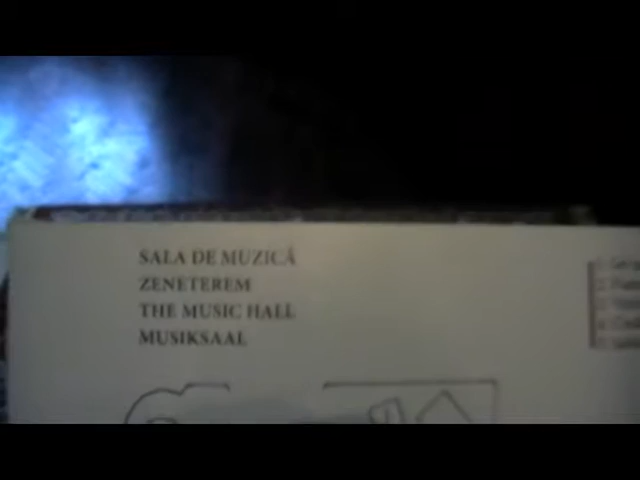 SALA DE MUZICĂ
ZENETEREM
THE MUSIC HALL
MUSIKSAAL